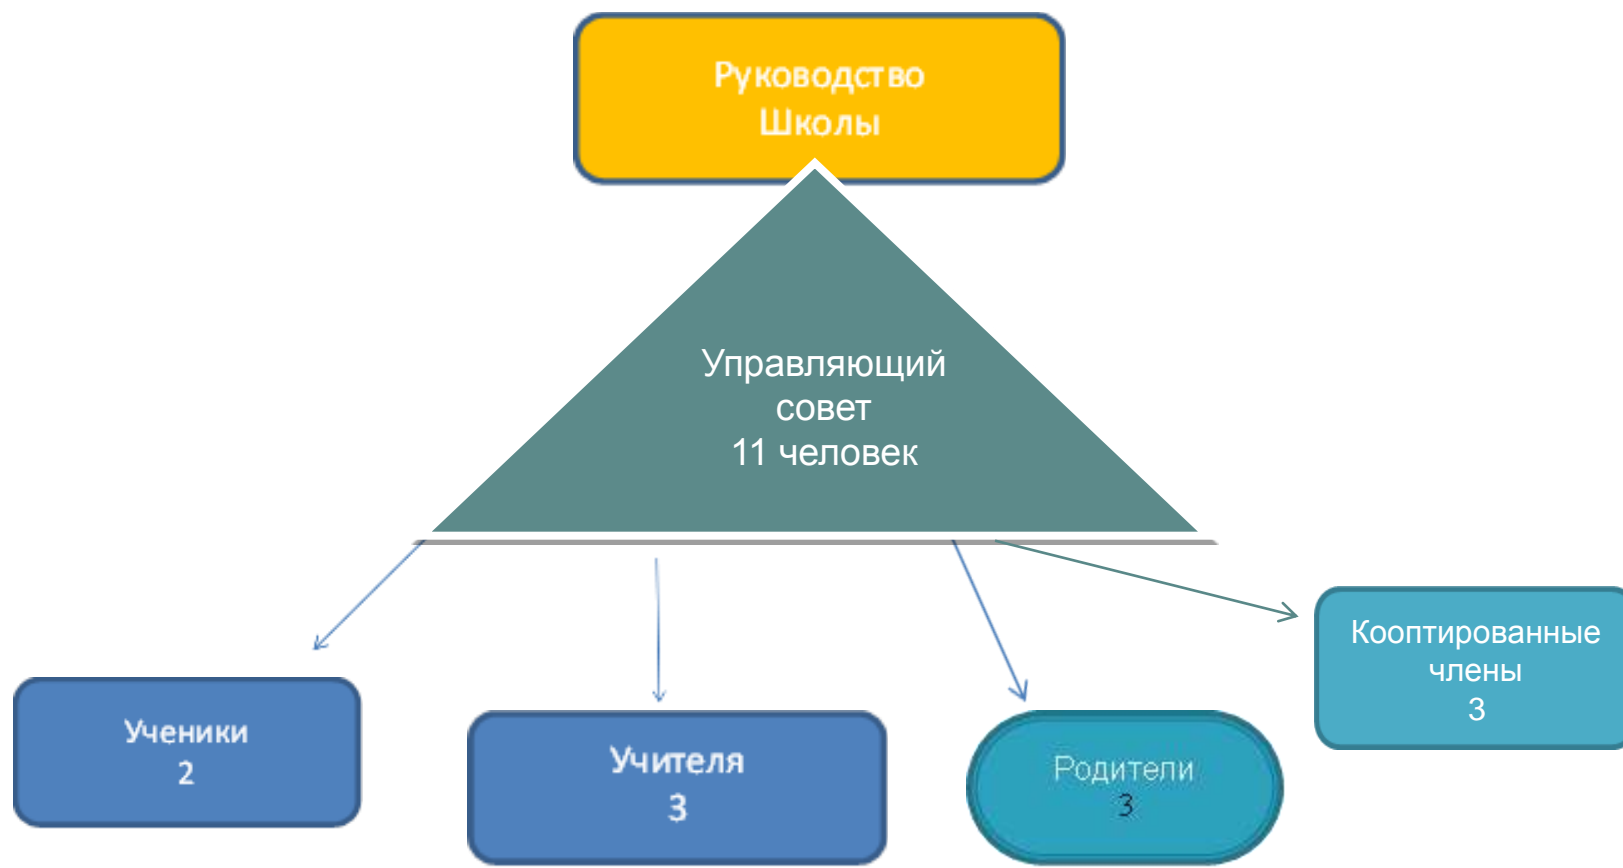 Руководство
Школы
Управляющий
совет
11 человек
Ученики
2
Учителя
3
Родители
3
Кооптированные
члены
3